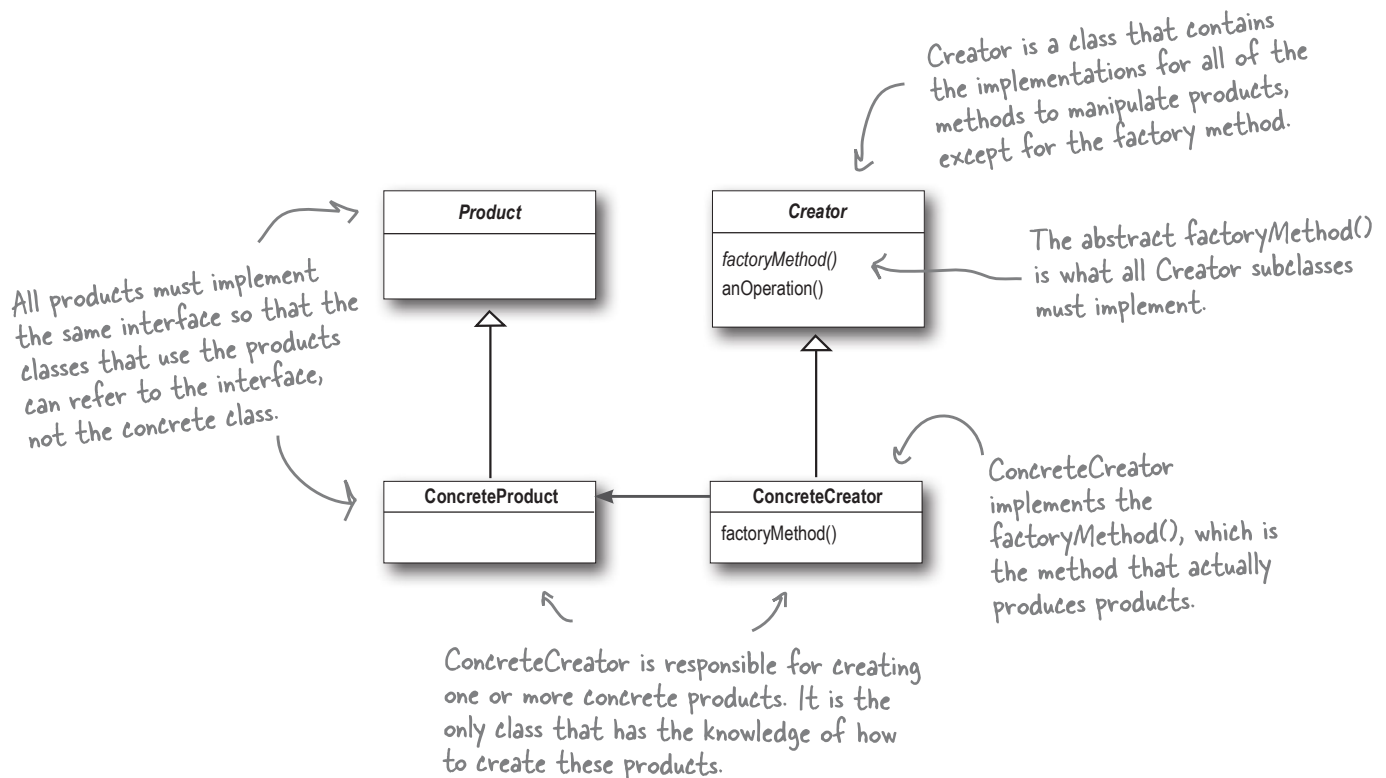 Creator is a class that contains
the implementations for all of the
methods to manipulate products,
except for the factory method.
Product
Creator
factoryMethod()
anOperation()
The abstract factoryMethod()
is what all Creator subclasses
must implement.
All products must implement
the same interface so that the
classes that use the products
can refer to the interface,
not the concrete class.
ConcreteProduct
ConcreteCreator
factoryMethod()
ConcreteCreator
implements the
factoryMethod(), which is
the method that actually
produces products.
ConcreteCreator is responsible for creating
one or more concrete products. It is the
only class that has the knowledge of how
to create these products.